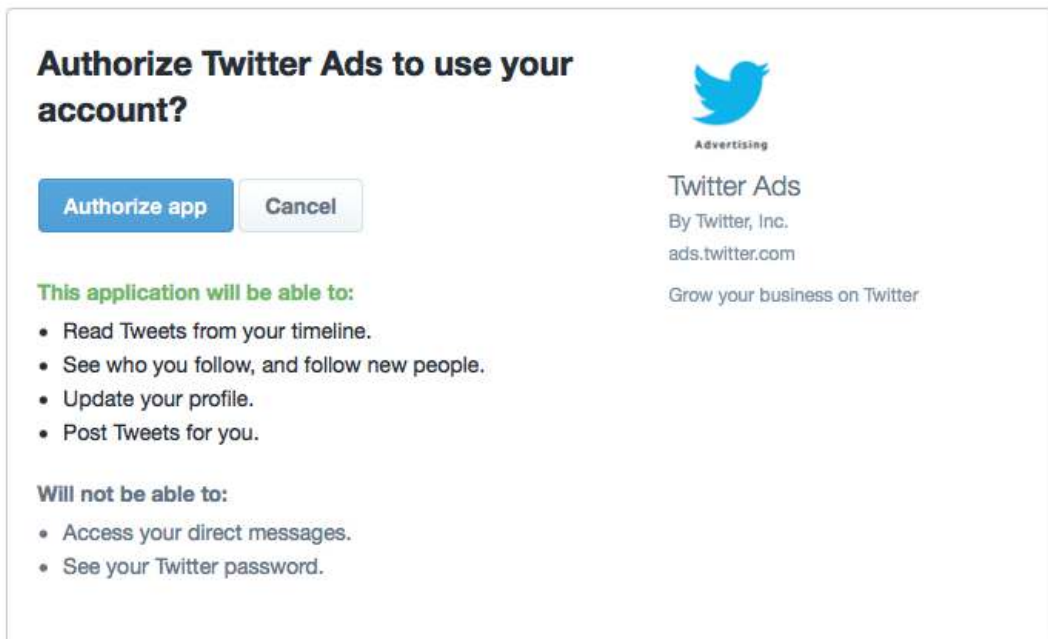 Authorize Twitter Ads to use your
account?
Authorize app
Cancel
This application will be able to:
• Read Tweets from your timeline.
• See who you follow, and follow new people.
• Update your profile.
• Post Tweets for you.
Will not be able to:
• Access your direct messages.
• See your Twitter password.
Advertising
Twitter Ads
By Twitter, Inc.
ads.twitter.com
Grow your business on Twitter